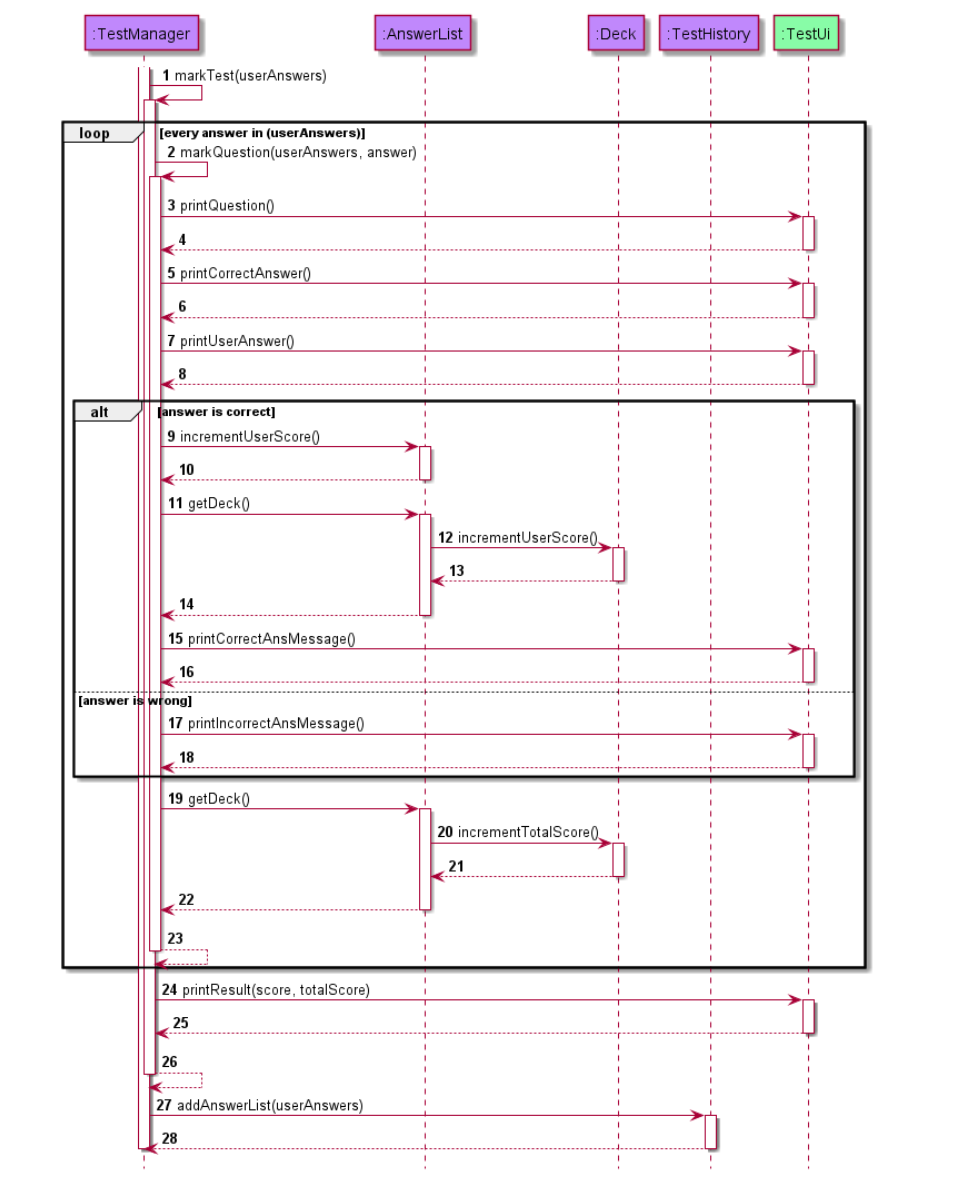 :TestManager :AnswerList :Deck :TestHistory :TestUi
1 markTest(userAnswers)
loop [every answer in (userAnswers)]
2 markQuestion(userAnswers, answer)
3 printQuestion()
4
5 printCorrectAnswer()
6
7 printUserAnswer()
8
alt [answer is correct]
9 incrementUserScore()
10
11 getDeck()
12 incrementUserScore()
13
14
15 printCorrectAnsMessage()
16
[answer is wrong]
17 printIncorrectAnsMessage()
18
19 getDeck()
20 incrementTotalScore()
21
22
23
24 printResult(score, totalScore)
25
26
27 addAnswerList(userAnswers)
28